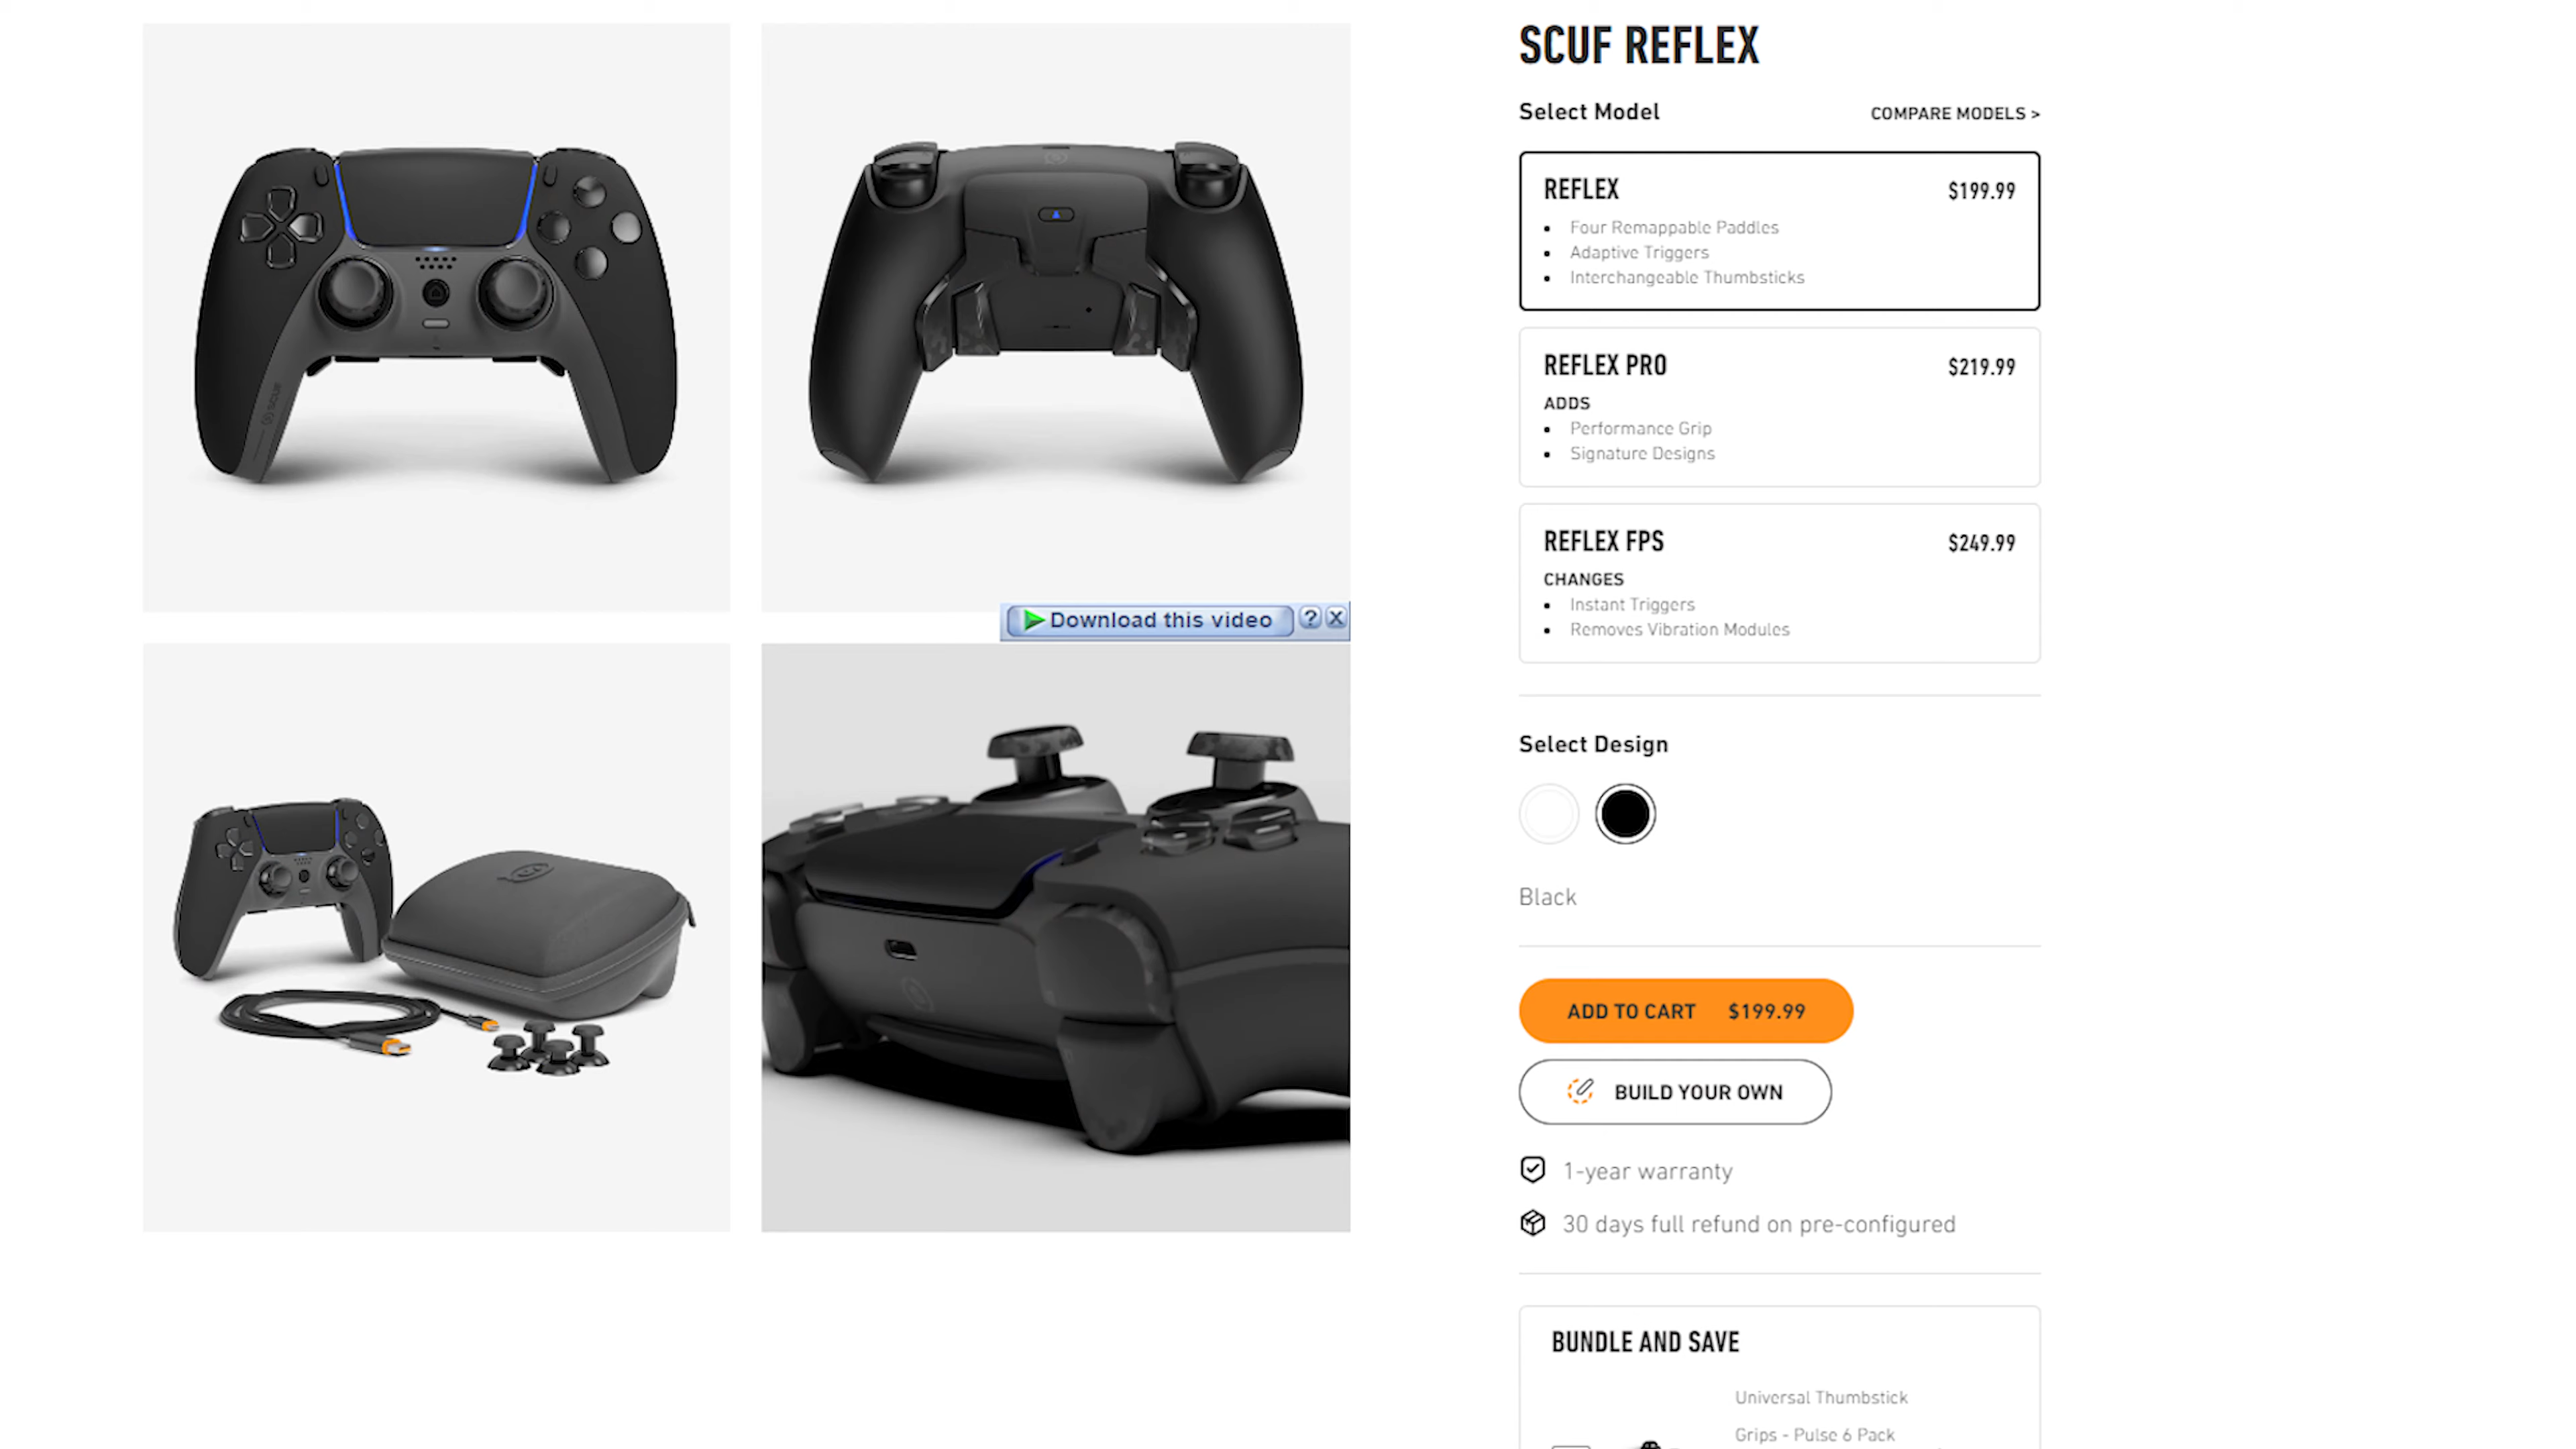 SCUF REFLEX
Select Model
COMPARE MODELS >
REFLEX
$199.99
Four Remappable Paddles
Adaptive Triggers
Interchangeable Thumbsticks
REFLEX PRO
$219.99
ADDS
Performance Grip
Signature Designs
REFLEX FPS
$249.99
CHANGES
Instant Triggers
Removes Vibration Modules
Download this video
Select Design
Black
ADD TO CART $199.99
BUILD YOUR OWN
1-year warranty
30 days full refund on pre-configured
BUNDLE AND SAVE
Universal Thumbstick
Grips - Pulse 6 Pack
SCUF